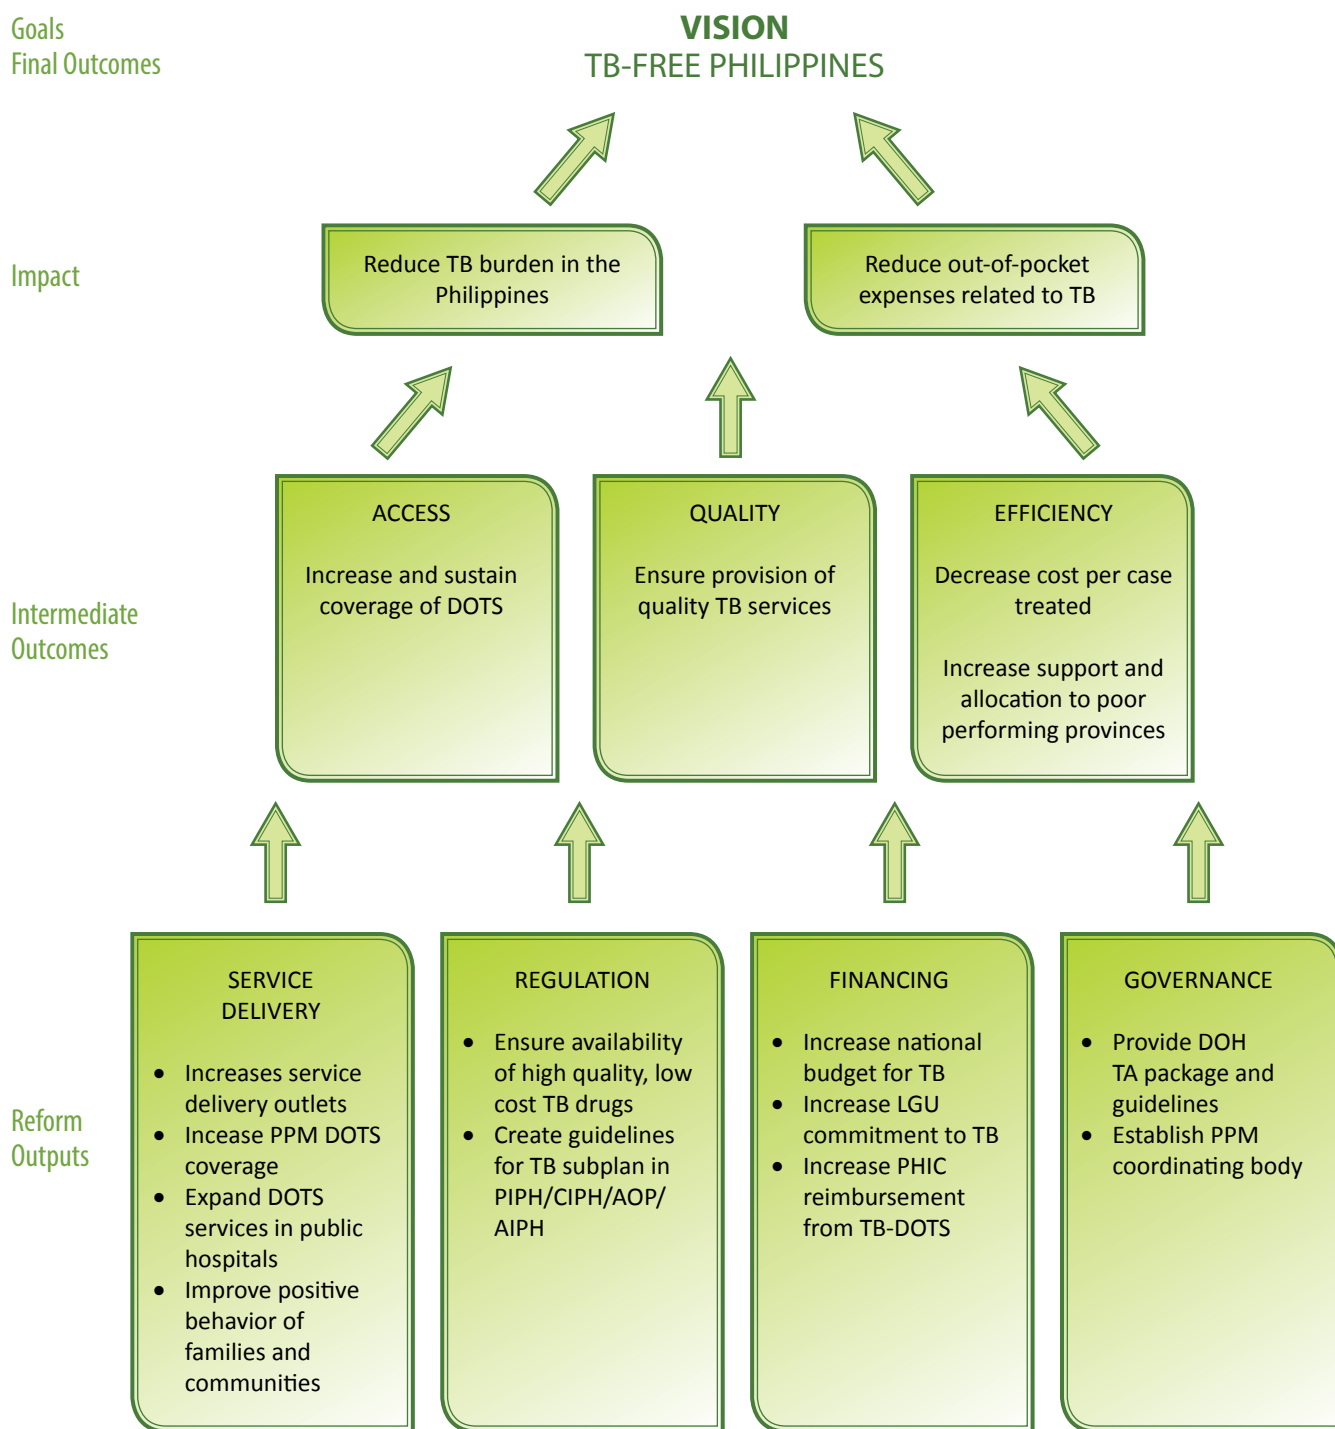 Goals
Final Outcomes
VISION
TB-FREE PHILIPPINES
Impact
Reduce TB burden in the
Philippines
Reduce out-of-pocket
expenses related to TB
Intermediate
Outcomes
ACCESS
Increase and sustain
coverage of DOTS
QUALITY
Ensure provision of
quality TB services
EFFICIENCY
Decrease cost per case
treated
Increase support and
allocation to poor
performing provinces
Reform
Outputs
SERVICE
DELIVERY
• Increases service
delivery outlets
• Incease PPM DOTS
coverage
• Expand DOTS
services in public
hospitals
• Improve positive
behavior of
families and
communities
REGULATION
• Ensure availability
of high quality, low
cost TB drugs
• Create guidelines
for TB subplan in
PIPH/CIPH/AOP/
AIPH
FINANCING
• Increase national
budget for TB
• Increase LGU
commitment to TB
• Increase PHIC
reimbursement
from TB-DOTS
GOVERNANCE
• Provide DOH
TA package and
guidelines
• Establish PPM
coordinating body